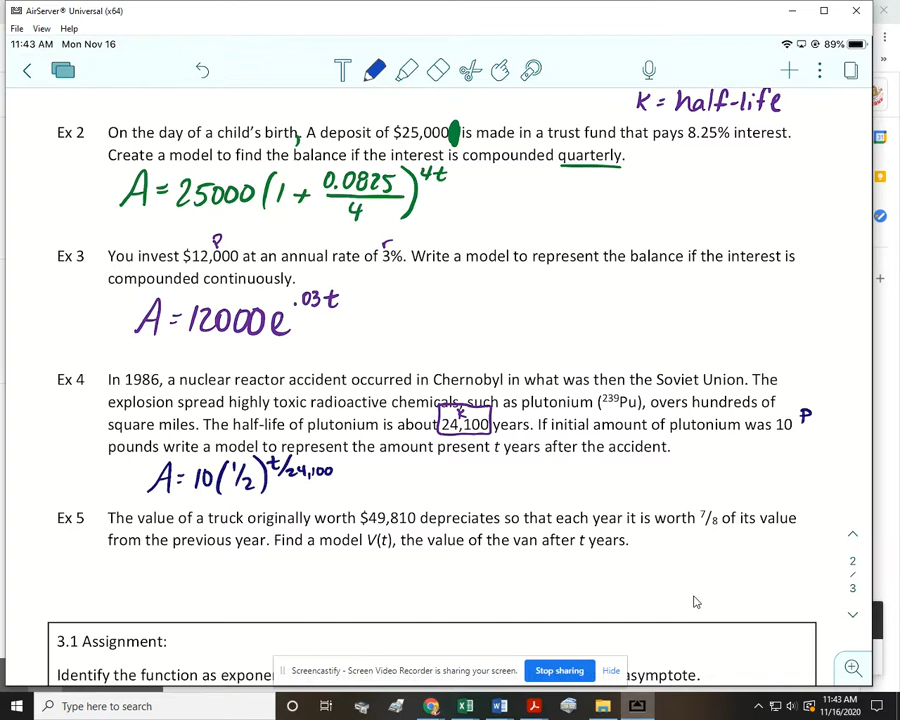 AirServer® Universal (x64)
File View Help
11:43 AM Mon Nov 16
89%
K = half-life
Ex 2 On the day of a child's birth, A deposit of $25,000 is made in a trust fund that pays 8.25% interest.
Create a model to find the balance if the interest is compounded quarterly.
A = 25000 (1 + 0.0825/4)^4t
P r
Ex 3 You invest $12,000 at an annual rate of 3%. Write a model to represent the balance if the interest is
compounded continuously.
A = 12000e^.03t
Ex 4 In 1986, a nuclear reactor accident occurred in Chernobyl in what was then the Soviet Union. The
explosion spread highly toxic radioactive chemicals, such as plutonium (²³⁹Pu), overs hundreds of
K
square miles. The half-life of plutonium is about 24,100 years. If initial amount of plutonium was 10 P
pounds write a model to represent the amount present t years after the accident.
A = 10(1/2)^t/24,100
Ex 5 The value of a truck originally worth $49,810 depreciates so that each year it is worth ⁷/₈ of its value
from the previous year. Find a model V(t), the value of the van after t years.
2
/
3
3.1 Assignment:
Identify the function as expone
symptote.
Screencastify - Screen Video Recorder is sharing your screen. Stop sharing Hide
Type here to search
11:43 AM
11/16/2020